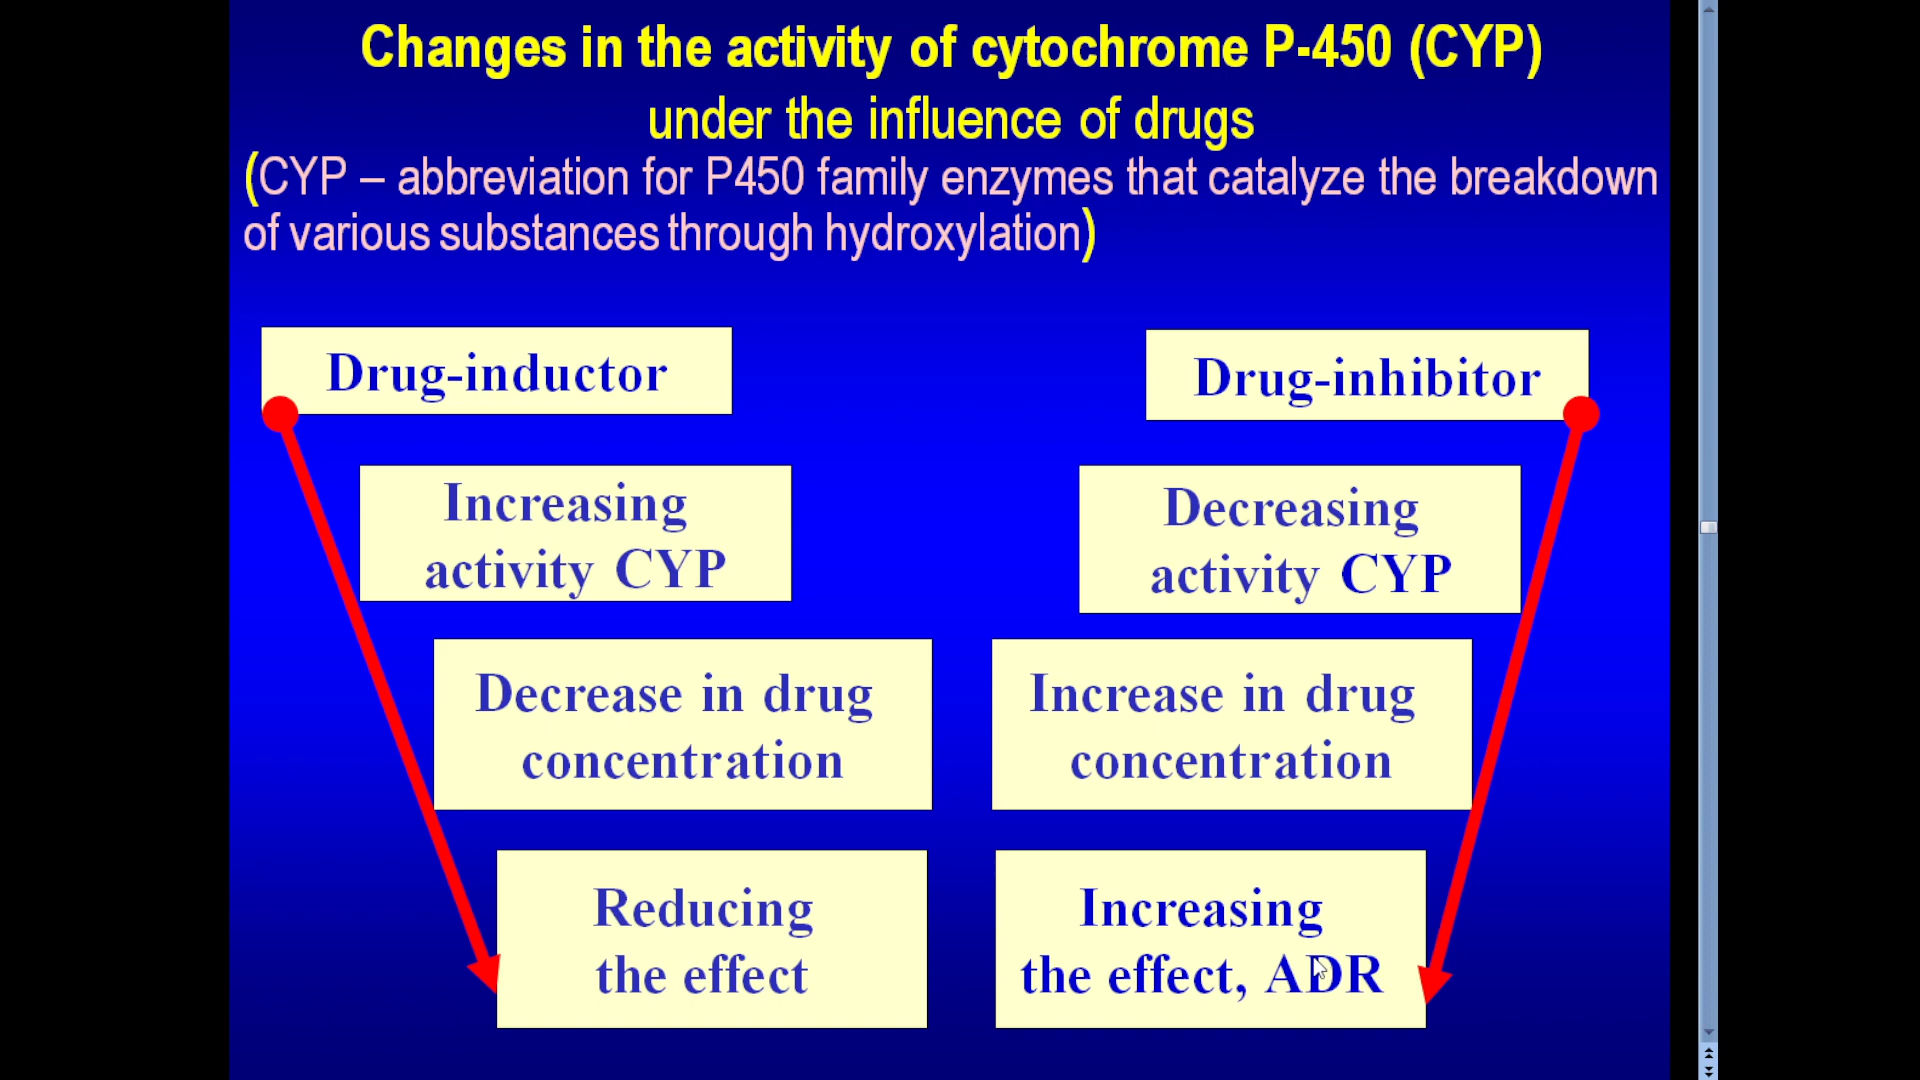 Changes in the activity of cytochrome P-450 (CYP)
under the influence of drugs
(CYP – abbreviation for P450 family enzymes that catalyze the breakdown
of various substances through hydroxylation)
Drug-inductor
Increasing
activity CYP
Decrease in drug
concentration
Reducing
the effect
Drug-inhibitor
Decreasing
activity CYP
Increase in drug
concentration
Increasing
the effect, ADR